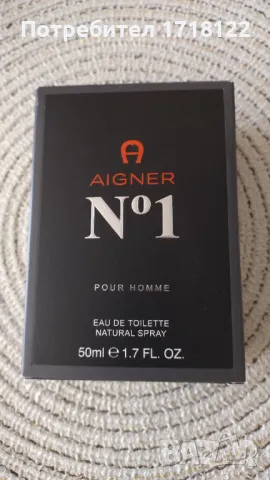 Потребител 1718122
AIGNER
Nº1
POUR HOMME
EAU DE TOILETTE
NATURAL SPRAY
50ml ℮ 1.7 FL. OZ.